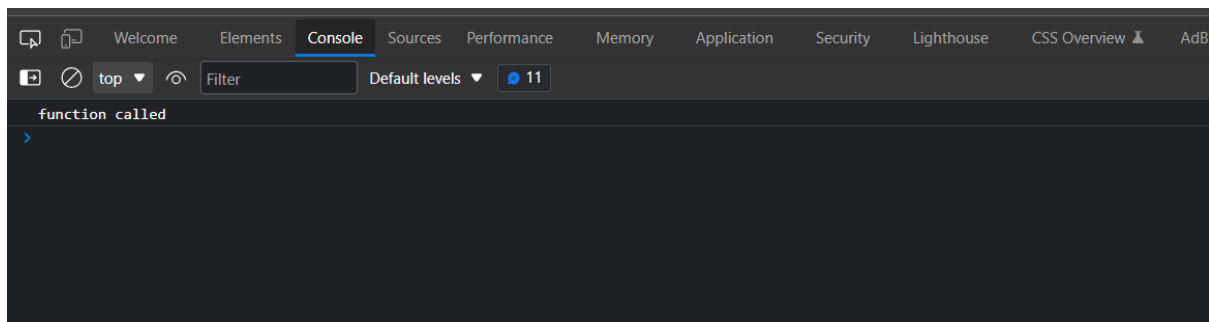 Welcome Elements Console Sources Performance Memory Application Security Lighthouse CSS Overview AdB
top Filter Default levels 11
function called